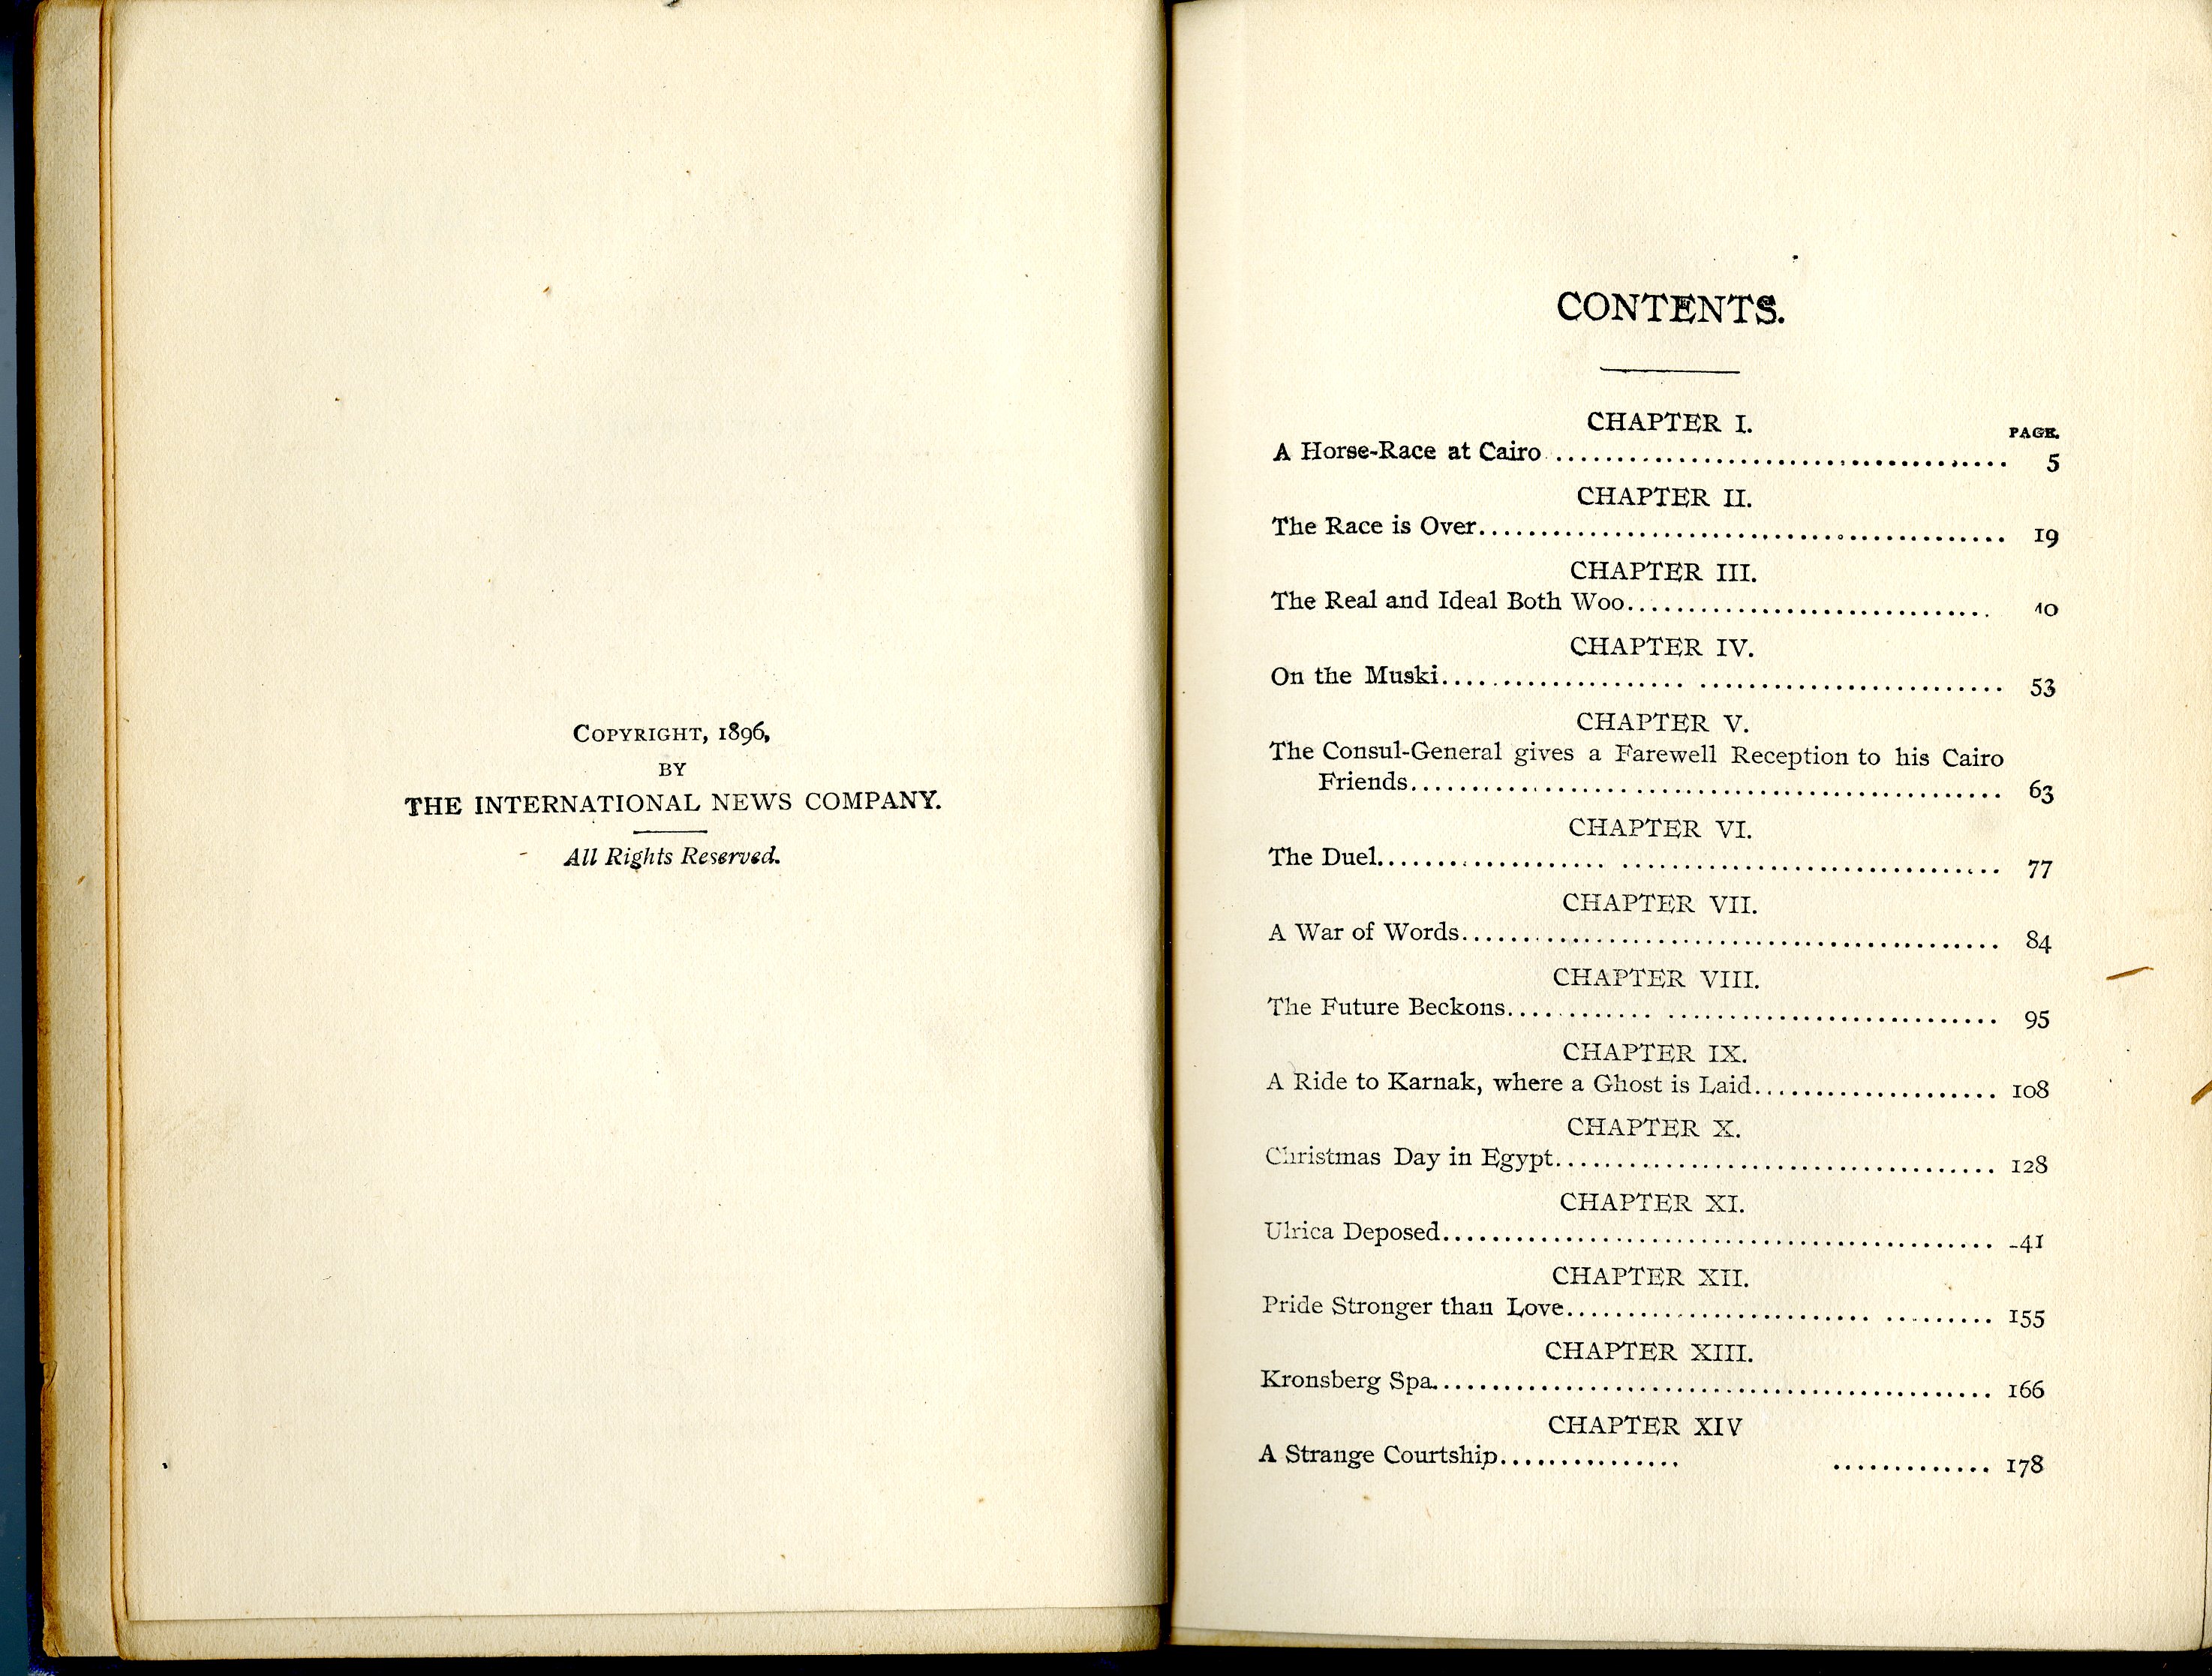 COPYRIGHT, 1896,
BY
THE INTERNATIONAL NEWS COMPANY.
All Rights Reserved.
CONTENTS.
CHAPTER I.
PAGE.
A Horse-Race at Cairo .................................... 5
CHAPTER II.
The Race is Over.......................................... 19
CHAPTER III.
The Real and Ideal Both Woo.............................
CHAPTER IV.
On the Muski............................................. 53
CHAPTER V.
The Consul-General gives a Farewell Reception to his Cairo
Friends............................................... 63
CHAPTER VI.
The Duel.................................................. 77
CHAPTER VII.
A War of Words........................................... 84
CHAPTER VIII.
The Future Beckons....................................... 95
CHAPTER IX.
A Ride to Karnak, where a Ghost is Laid.................... 108
CHAPTER X.
Christmas Day in Egypt................................... 128
CHAPTER XI.
Ulrica Deposed............................................ 41
CHAPTER XII.
Pride Stronger than Love.................................. 155
CHAPTER XIII.
Kronsberg Spa............................................. 166
CHAPTER XIV
A Strange Courtship............... ............. 178